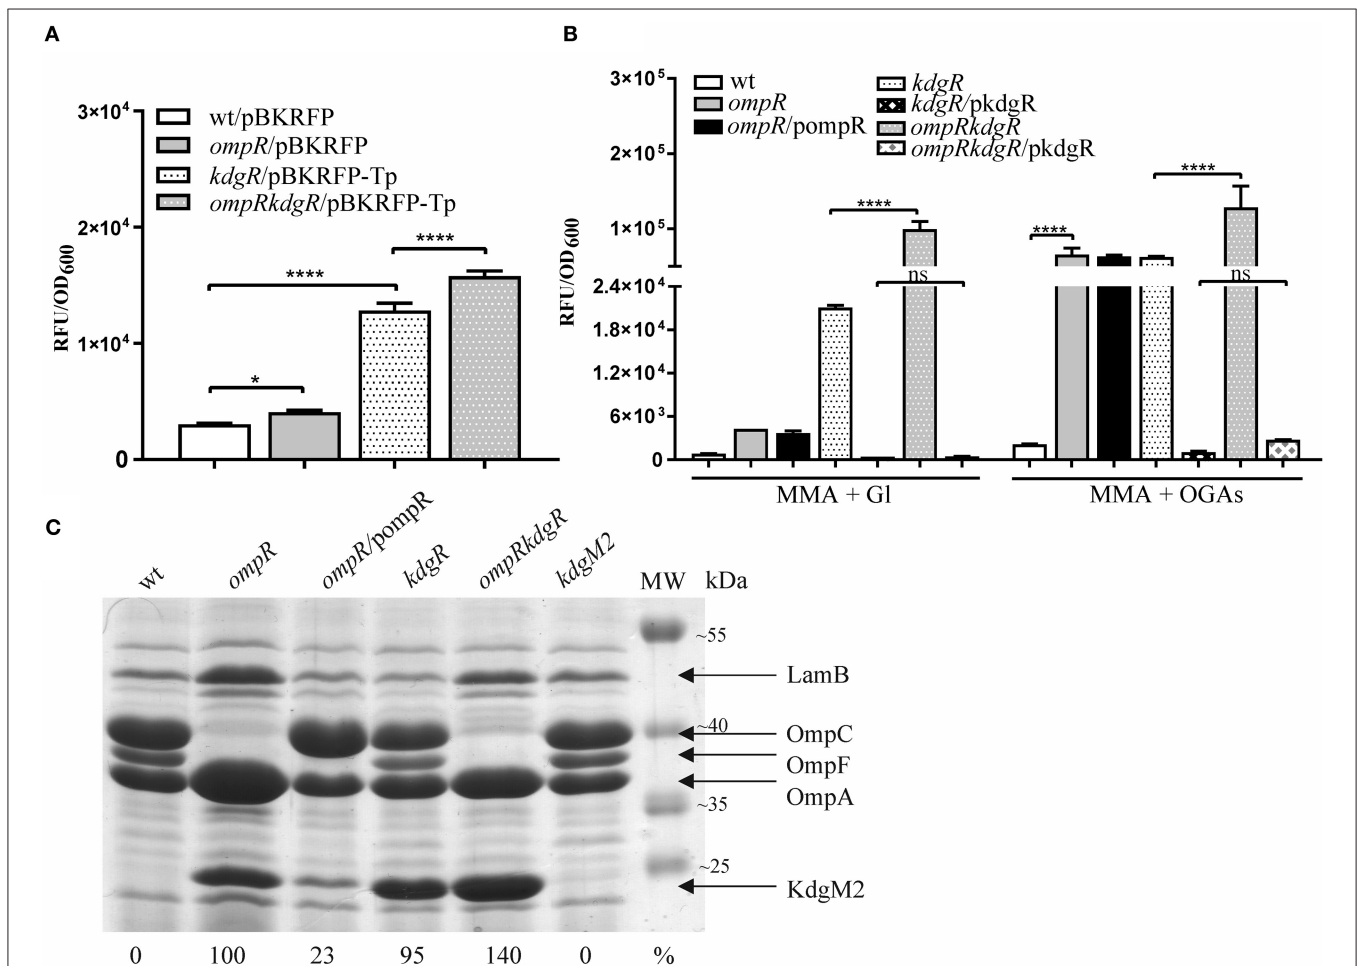 A
3×10⁴
2×10⁴
1×10⁴
0
RFU/OD600
wt/pBKRFP
ompR/pBKRFP
kdgR/pBKRFP-Tp
ompRkdgR/pBKRFP-Tp
*
****
****
B
3×10⁵
2×10⁵
1×10⁵
2.4×10⁴
1.8×10⁴
1.2×10⁴
6×10³
0
RFU/OD600
wt
ompR
ompR/pompR
kdgR
kdgR/pkdgR
ompRkdgR
ompRkdgR/pkdgR
****
ns
****
****
ns
MMA + Gl
MMA + OGAs
C
wt ompR ompR/pompR kdgR ompRkdgR kdgM2 MW kDa
~55
LamB
~40
OmpC
OmpF
OmpA
~35
~25
KdgM2
0 100 23 95 140 0 %